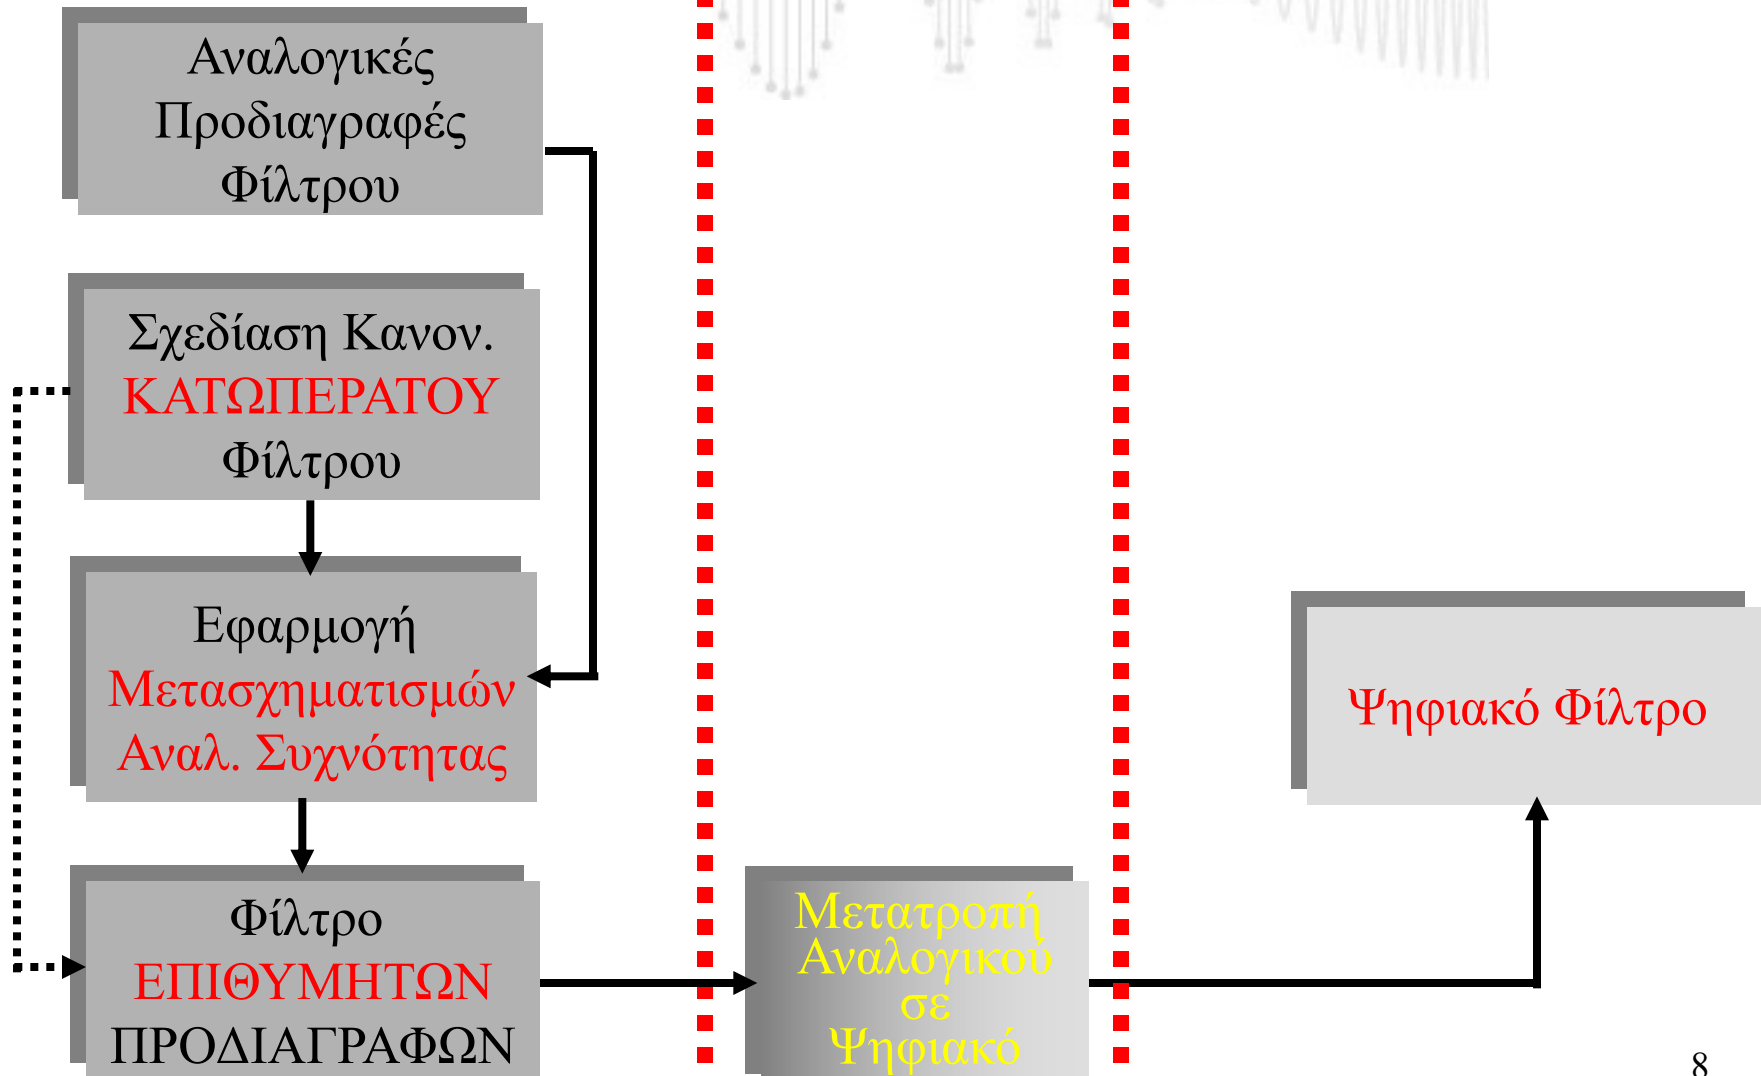 Αναλογικές
Προδιαγραφές
Φίλτρου
Σχεδίαση Κανον.
ΚΑΤΩΠΕΡΑΤΟΥ
Φίλτρου
Εφαρμογή
Μετασχηματισμών
Αναλ. Συχνότητας
Φίλτρο
ΕΠΙΘΥΜΗΤΩΝ
ΠΡΟΔΙΑΓΡΑΦΩΝ
Μετατροπή
Αναλογικού
σε
Ψηφιακό
Ψηφιακό Φίλτρο
8